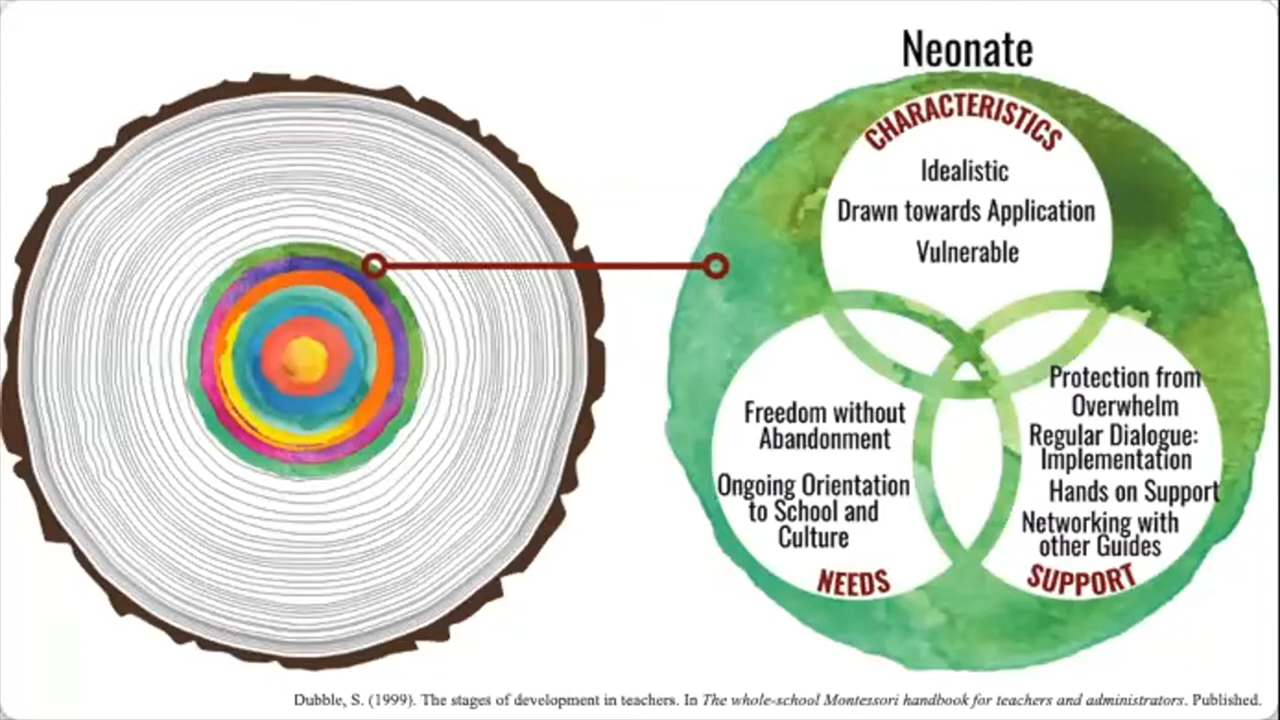 Neonate
CHARACTERISTICS
Idealistic
Drawn towards Application
Vulnerable
Freedom without
Abandonment
Ongoing Orientation
to School and
Culture
NEEDS
Protection from
Overwhelm
Regular Dialogue:
Implementation
Hands on Support
Networking with
other Guides
SUPPORT
Dubble, S. (1999). The stages of development in teachers. In The whole-school Montessori handbook for teachers and administrators. Published.